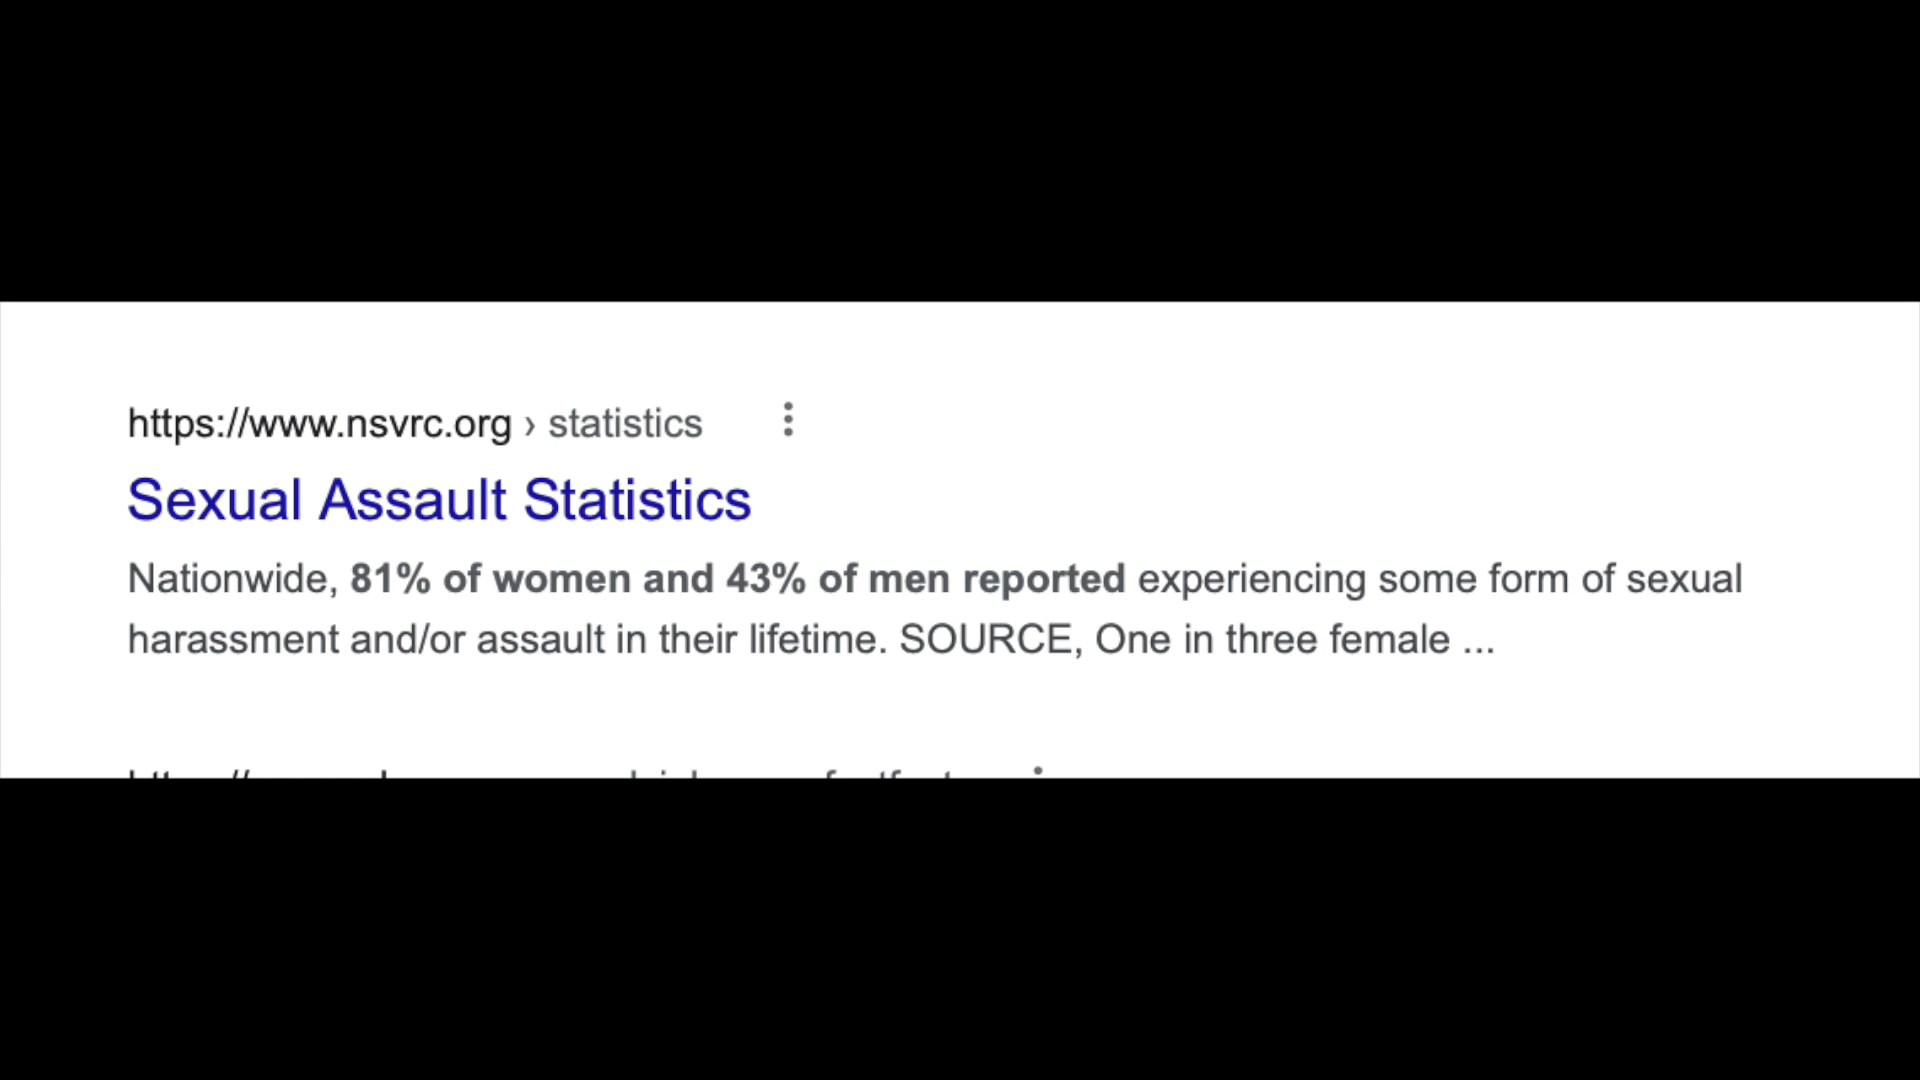 https://www.nsvrc.org › statistics
Sexual Assault Statistics
Nationwide, 81% of women and 43% of men reported experiencing some form of sexual
harassment and/or assault in their lifetime. SOURCE, One in three female ...